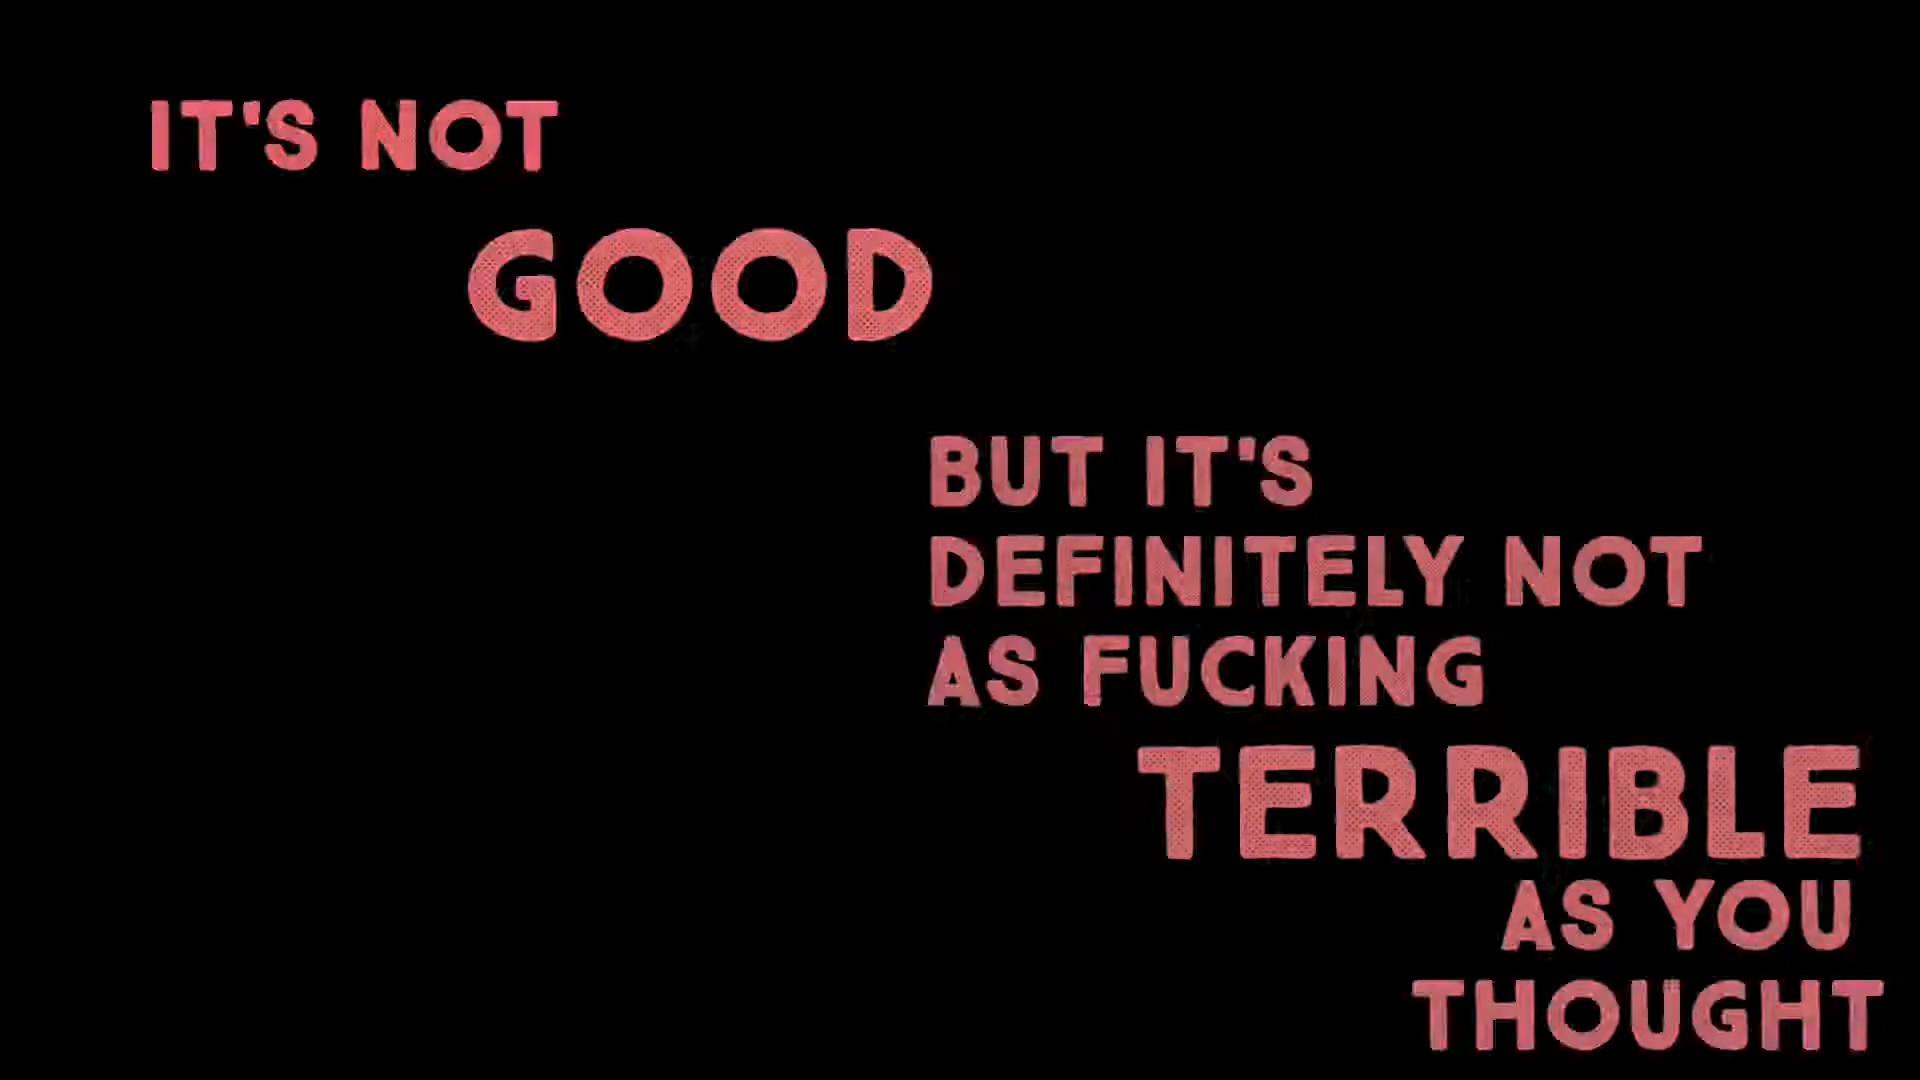 IT'S NOT
GOOD
BUT IT'S
DEFINITELY NOT
AS FUCKING
TERRIBLE
AS YOU
THOUGHT